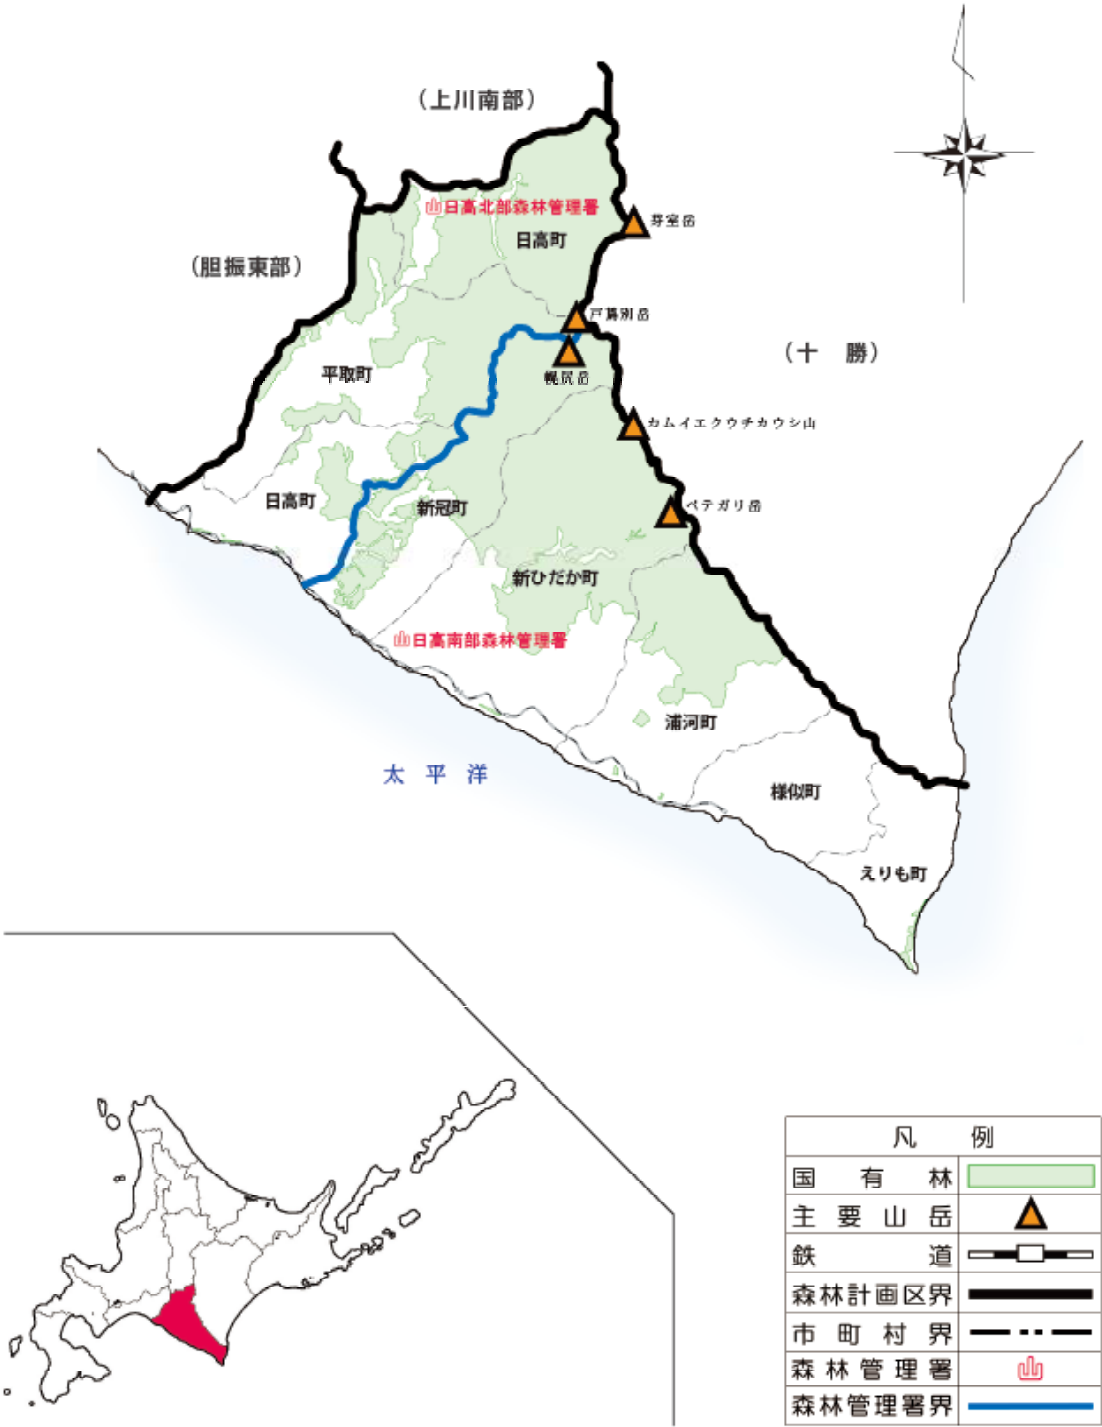 （上川南部）
日高北部森林管理署
芽室岳
日高町
（胆振東部）
戸蔦別岳
（十　勝）
平取町
幌尻岳
カムイエクウチカウシ山
日高町
新冠町
ペテガリ岳
新ひだか町
日高南部森林管理署
浦河町
太　平　洋
様似町
えりも町
凡　例
国有林
主要山岳
鉄道
森林計画区界
市町村界
森林管理署
森林管理署界